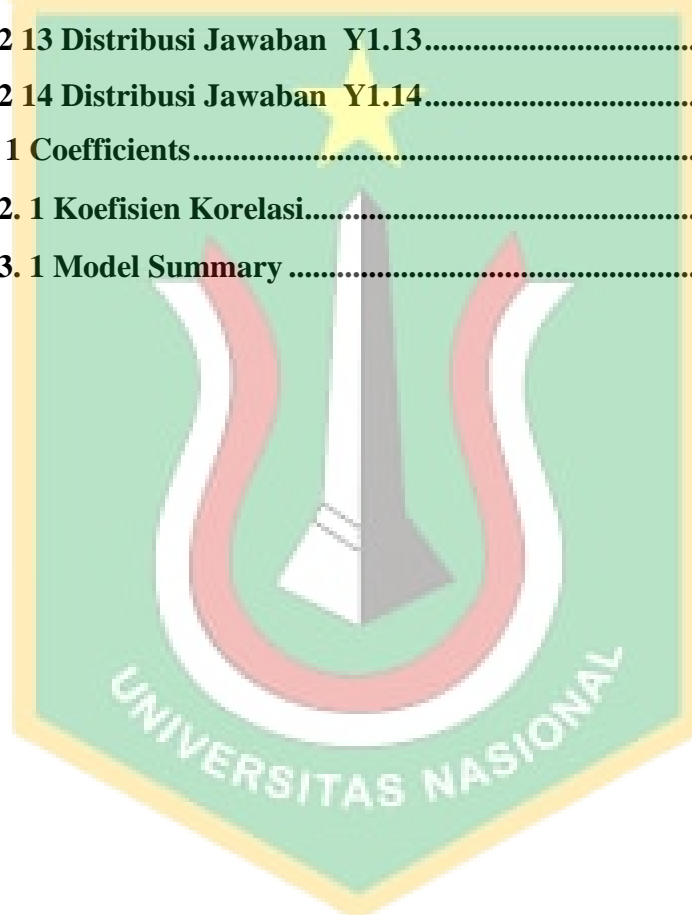 2 13 Distribusi Jawaban  Y1.13.......................................
2 14 Distribusi Jawaban  Y1.14.......................................
1 Coefficients.......................................................................
2. 1 Koefisien Korelasi.......................................................
3. 1 Model Summary ..........................................................
UNIVERSITAS NASIONAL